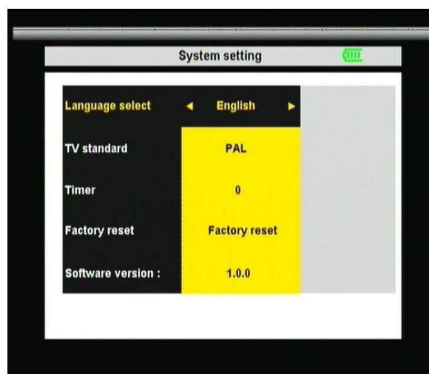 System setting
Language select English
TV standard PAL
Timer 0
Factory reset Factory reset
Software version : 1.0.0